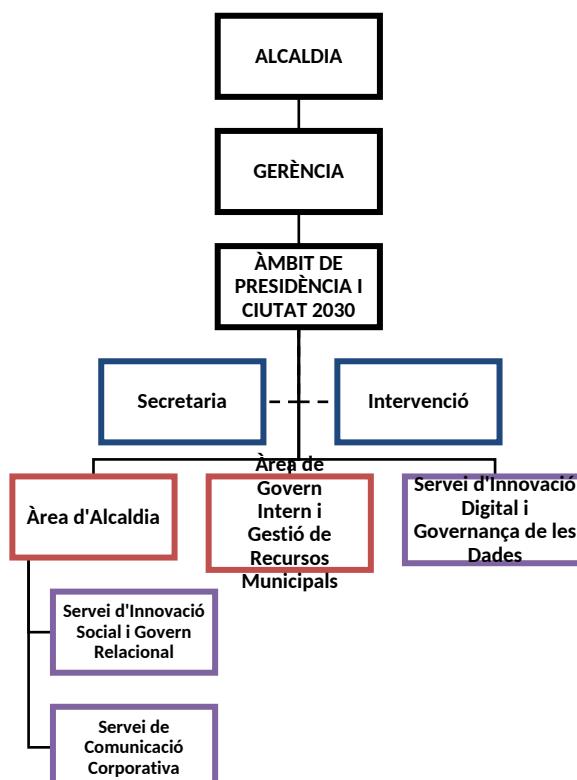 ALCALDIA
GERÈNCIA
ÀMBIT DE
PRESIDÈNCIA I
CIUTAT 2030
Secretaria
Intervenció
Àrea d'Alcaldia
Àrea de
Govern
Intern i
Gestió de
Recursos
Municipals
Servei d'Innovació
Digital i
Governança de les
Dades
Servei d'Innovació
Social i Govern
Relacional
Servei de
Comunicació
Corporativa